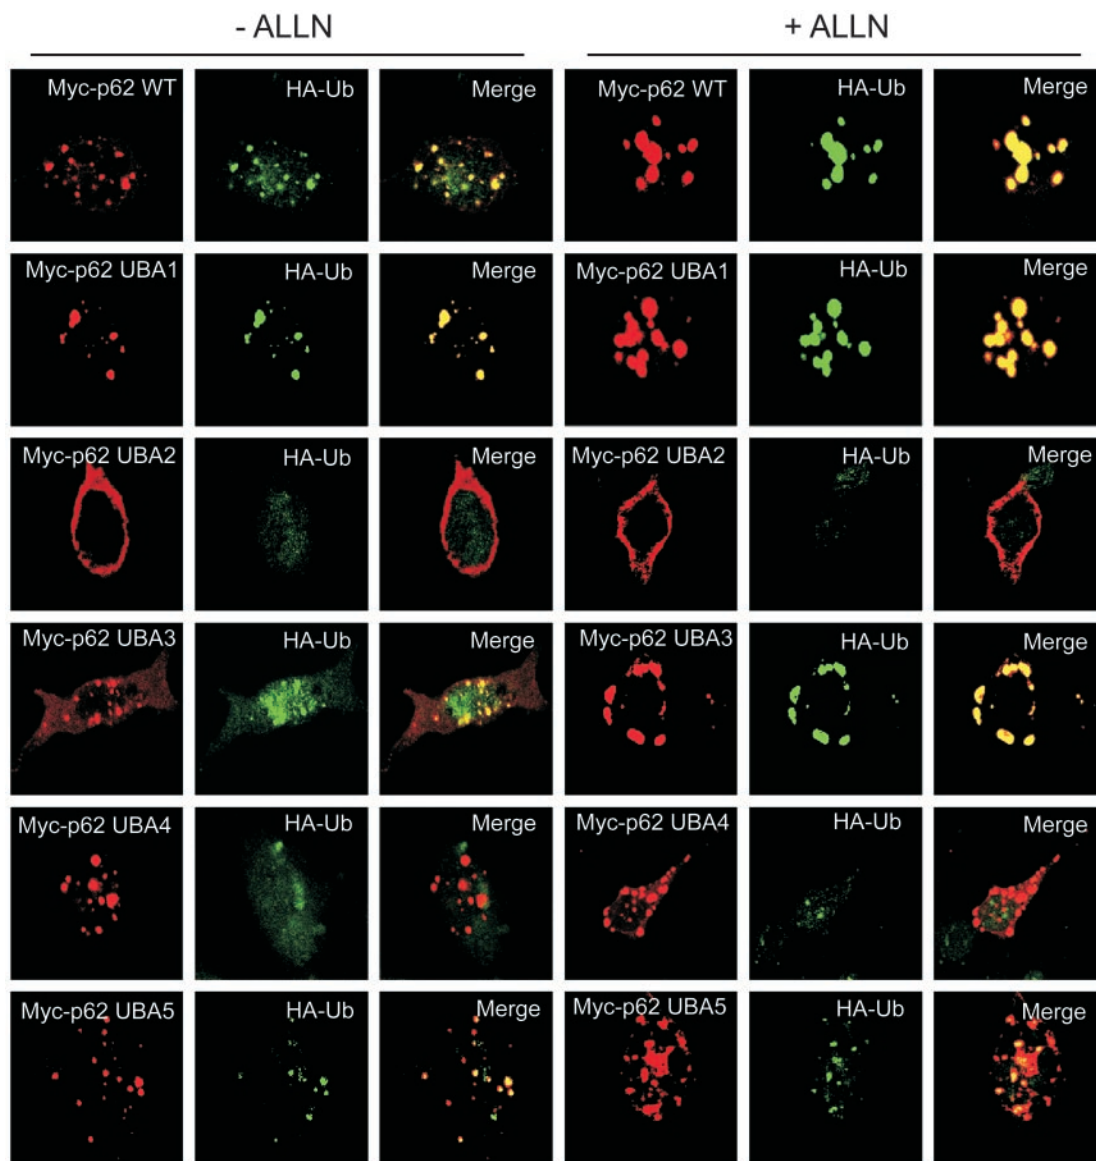 - ALLN + ALLN
Myc-p62 WT HA-Ub Merge Myc-p62 WT HA-Ub Merge
Myc-p62 UBA1 HA-Ub Merge Myc-p62 UBA1 HA-Ub Merge
Myc-p62 UBA2 HA-Ub Merge Myc-p62 UBA2 HA-Ub Merge
Myc-p62 UBA3 HA-Ub Merge Myc-p62 UBA3 HA-Ub Merge
Myc-p62 UBA4 HA-Ub Merge Myc-p62 UBA4 HA-Ub Merge
Myc-p62 UBA5 HA-Ub Merge Myc-p62 UBA5 HA-Ub Merge